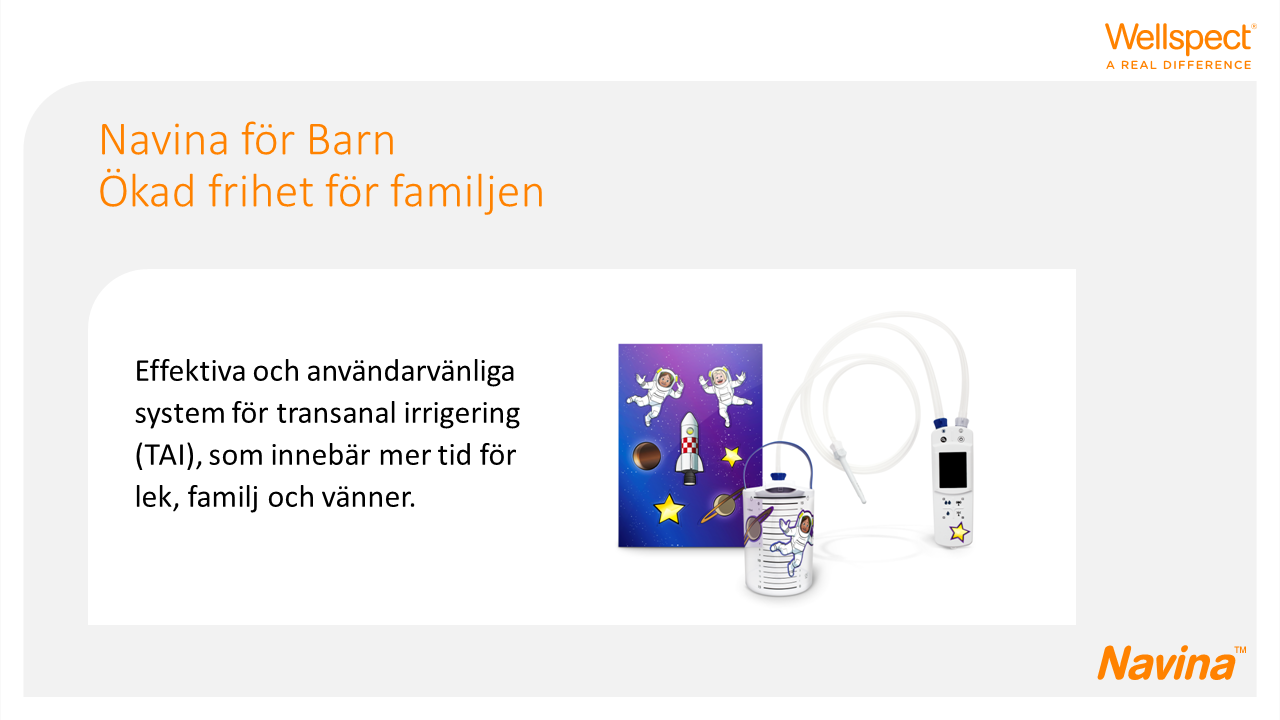 Wellspect®
A REAL DIFFERENCE
Navina för Barn
Ökad frihet för familjen
Effektiva och användarvänliga
system för transanal irrigering
(TAI), som innebär mer tid för
lek, familj och vänner.
Navina™